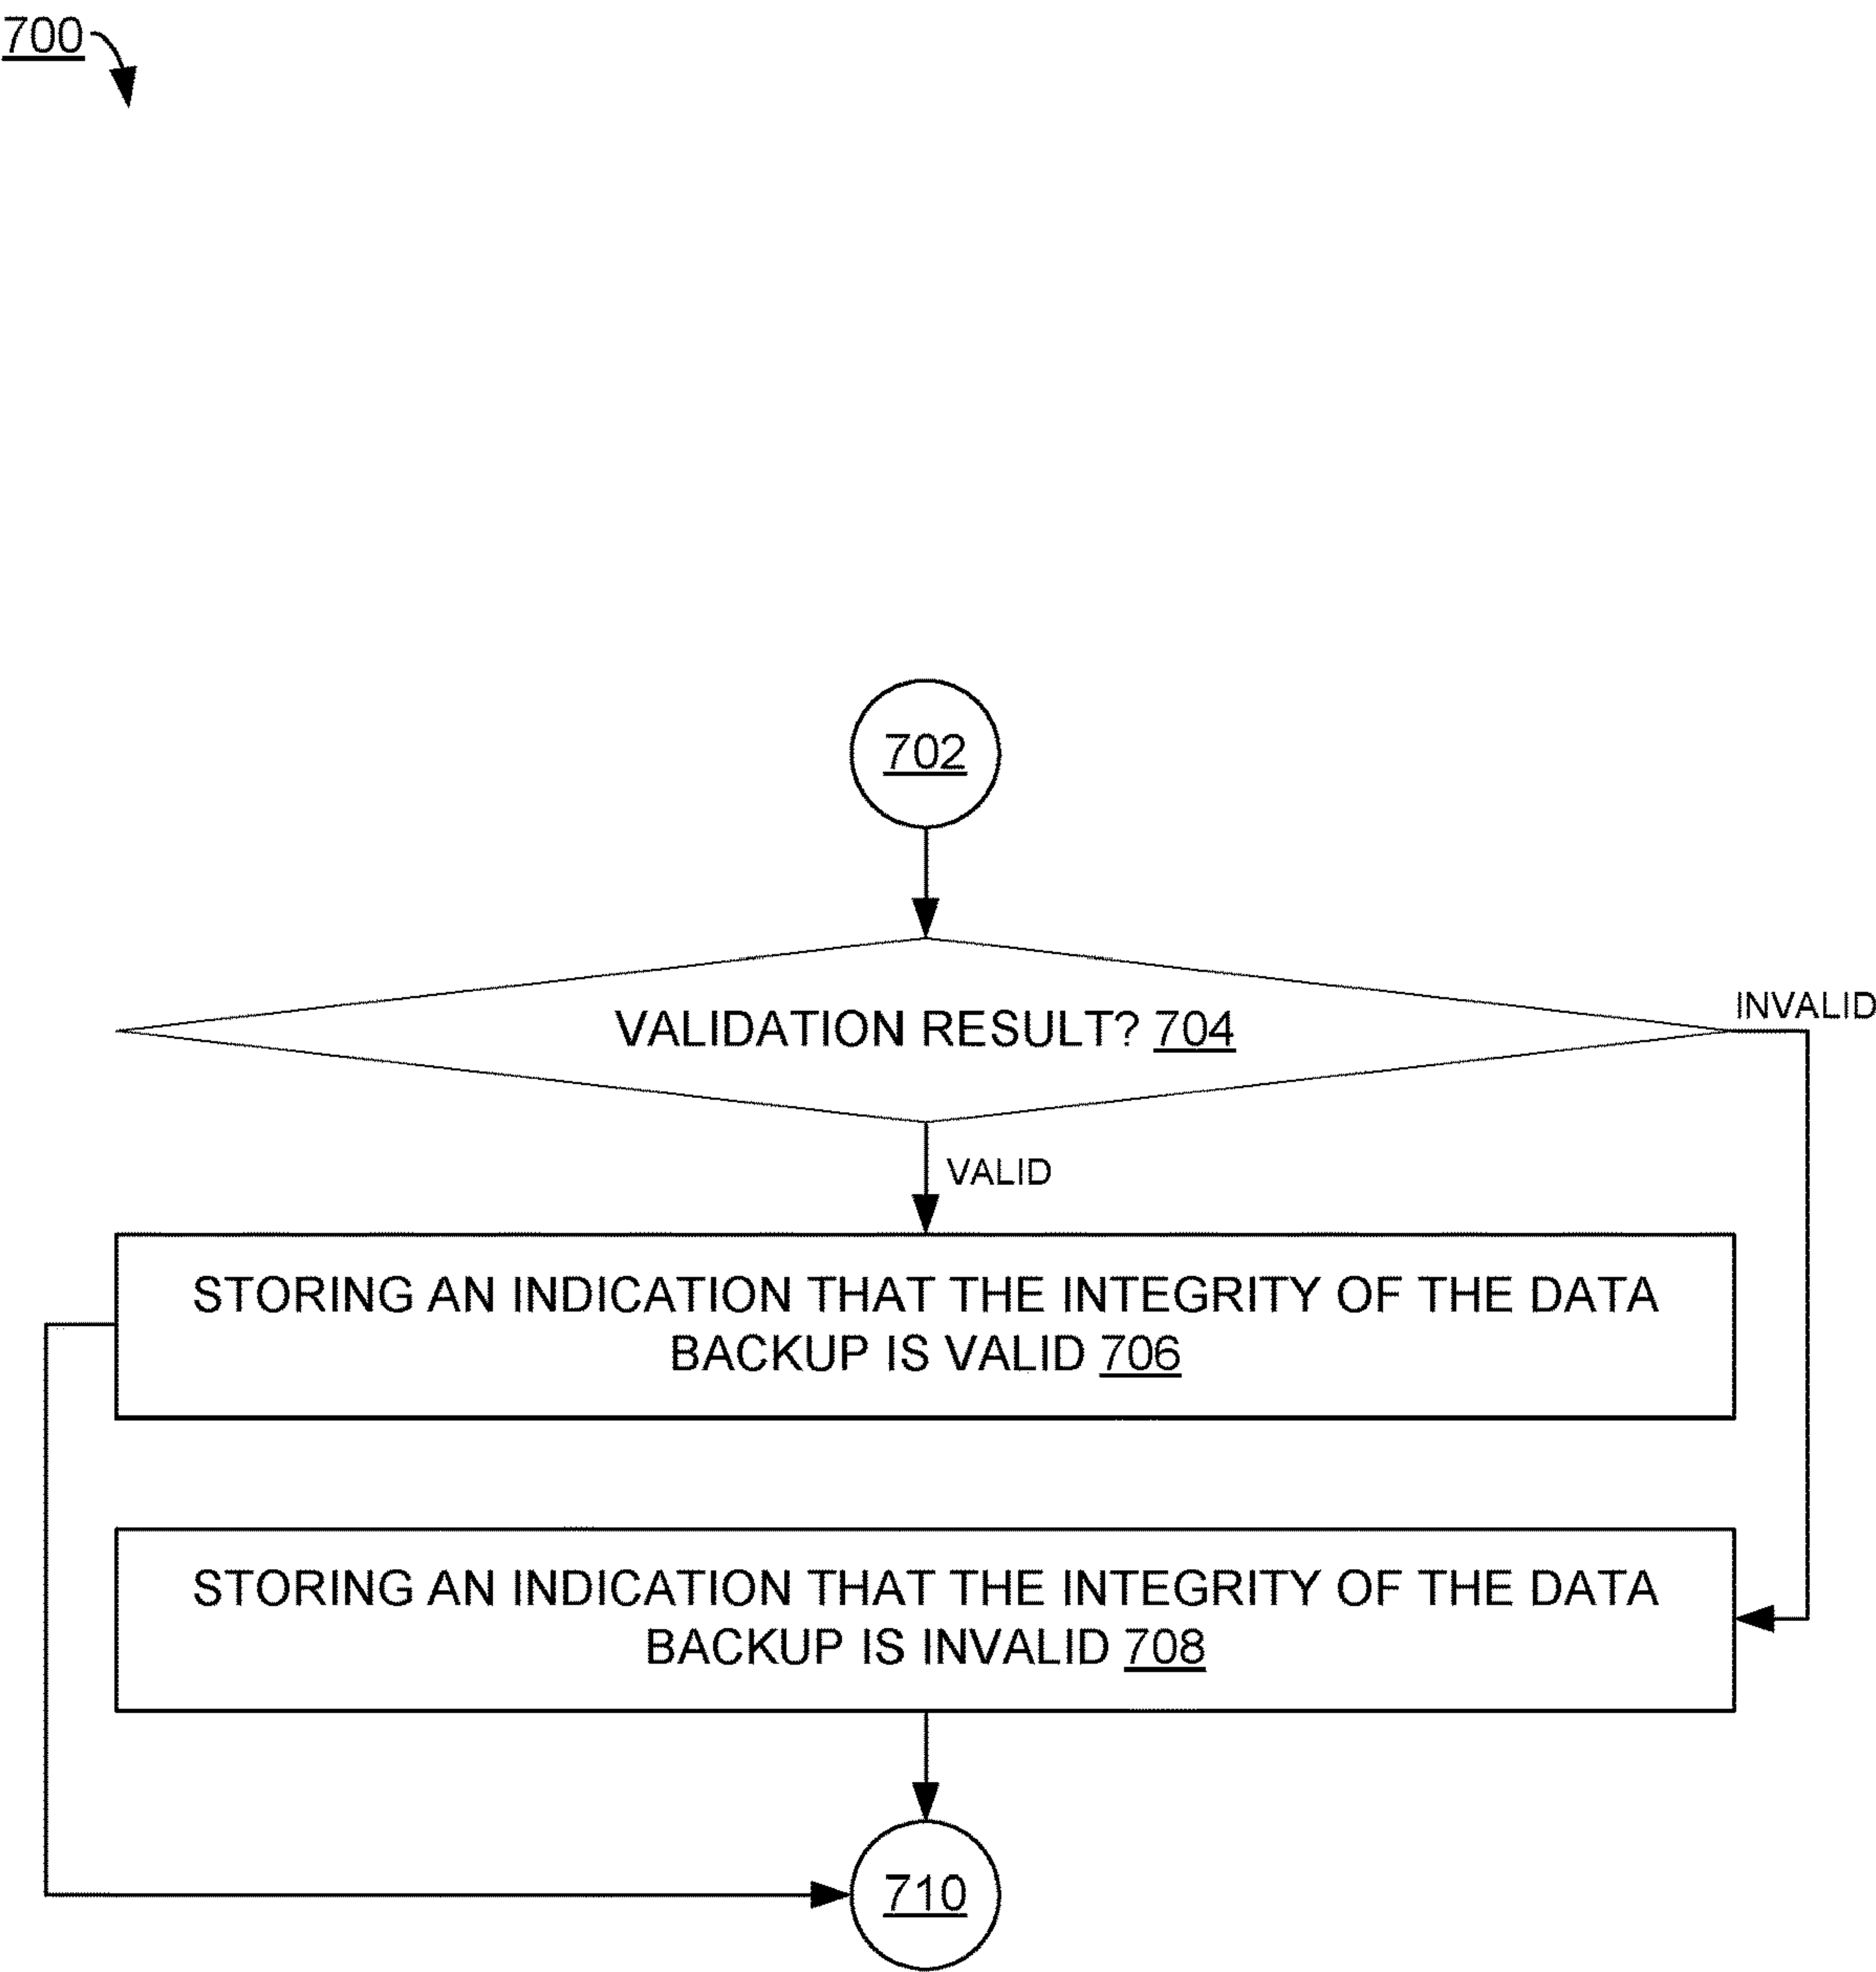 700
702
VALIDATION RESULT? 704
INVALID
VALID
STORING AN INDICATION THAT THE INTEGRITY OF THE DATA
BACKUP IS VALID 706
STORING AN INDICATION THAT THE INTEGRITY OF THE DATA
BACKUP IS INVALID 708
710